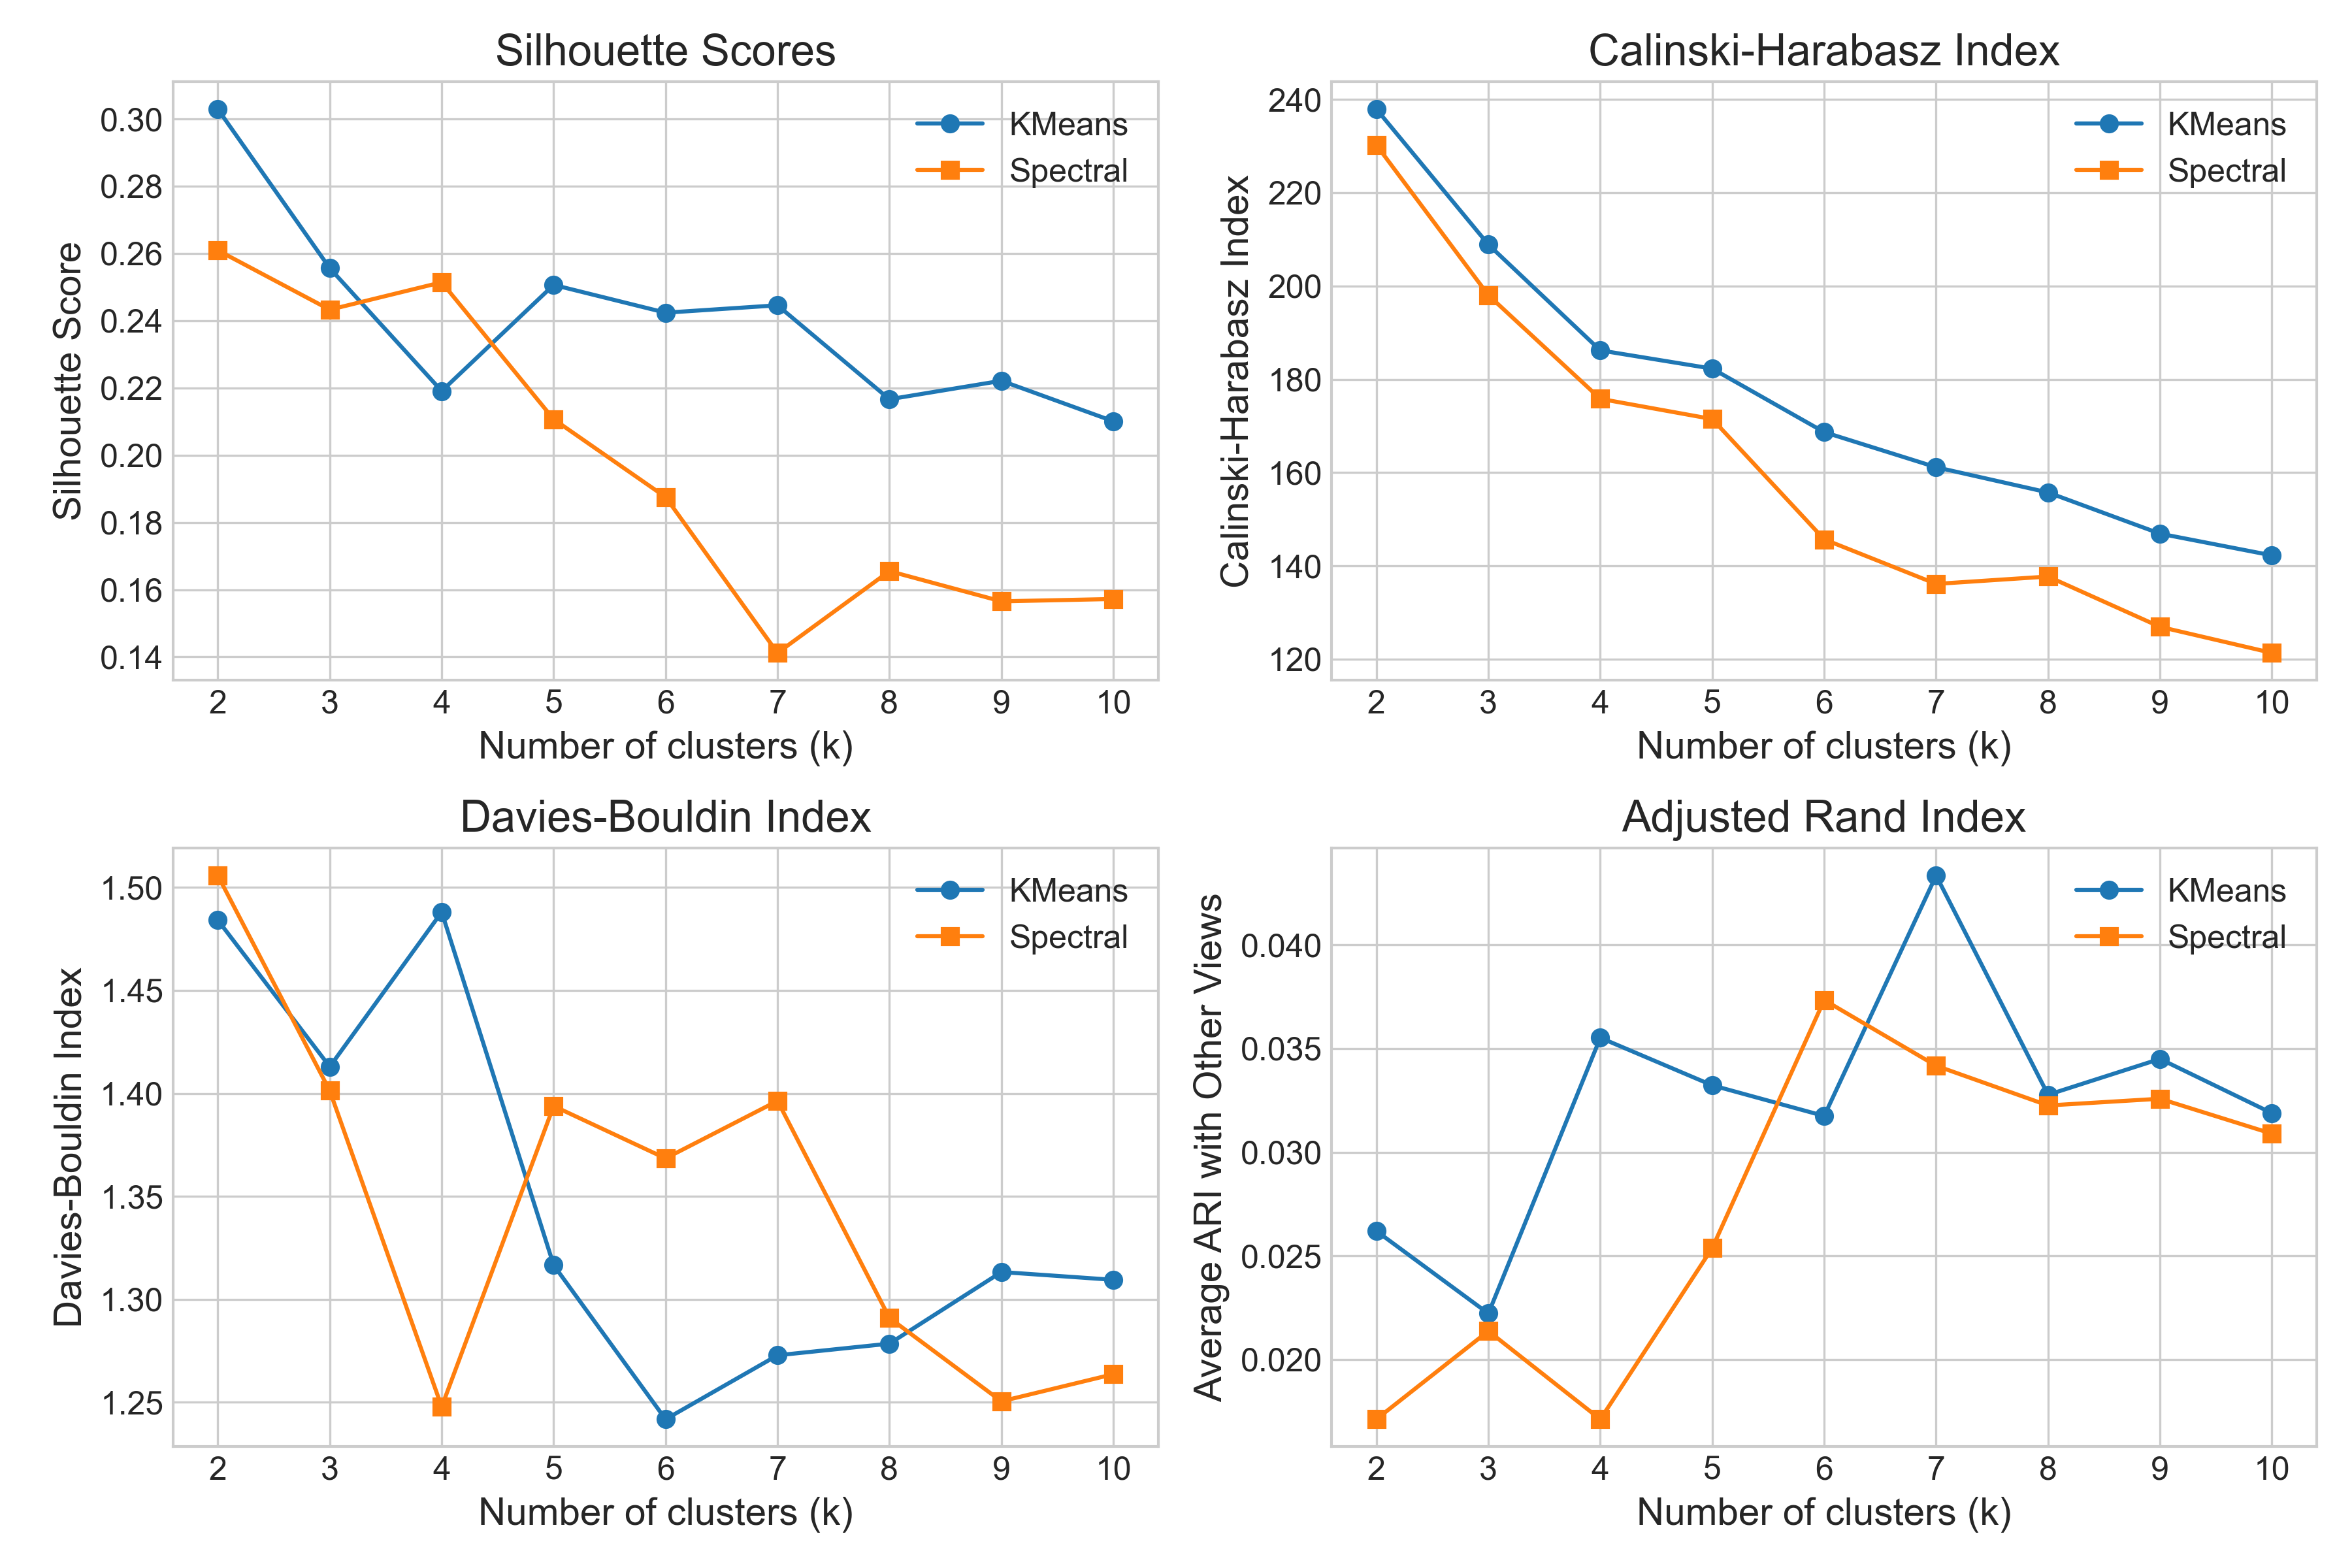 Silhouette Scores
0.30
0.28
0.26
0.24
0.22
0.20
0.18
0.16
0.14
Silhouette Score
KMeans
Spectral
2 3 4 5 6 7 8 9 10
Number of clusters (k)
Calinski-Harabasz Index
240
220
200
180
160
140
120
Calinski-Harabasz Index
KMeans
Spectral
2 3 4 5 6 7 8 9 10
Number of clusters (k)
Davies-Bouldin Index
1.50
1.45
1.40
1.35
1.30
1.25
Davies-Bouldin Index
KMeans
Spectral
2 3 4 5 6 7 8 9 10
Number of clusters (k)
Adjusted Rand Index
0.040
0.035
0.030
0.025
0.020
Average ARI with Other Views
KMeans
Spectral
2 3 4 5 6 7 8 9 10
Number of clusters (k)